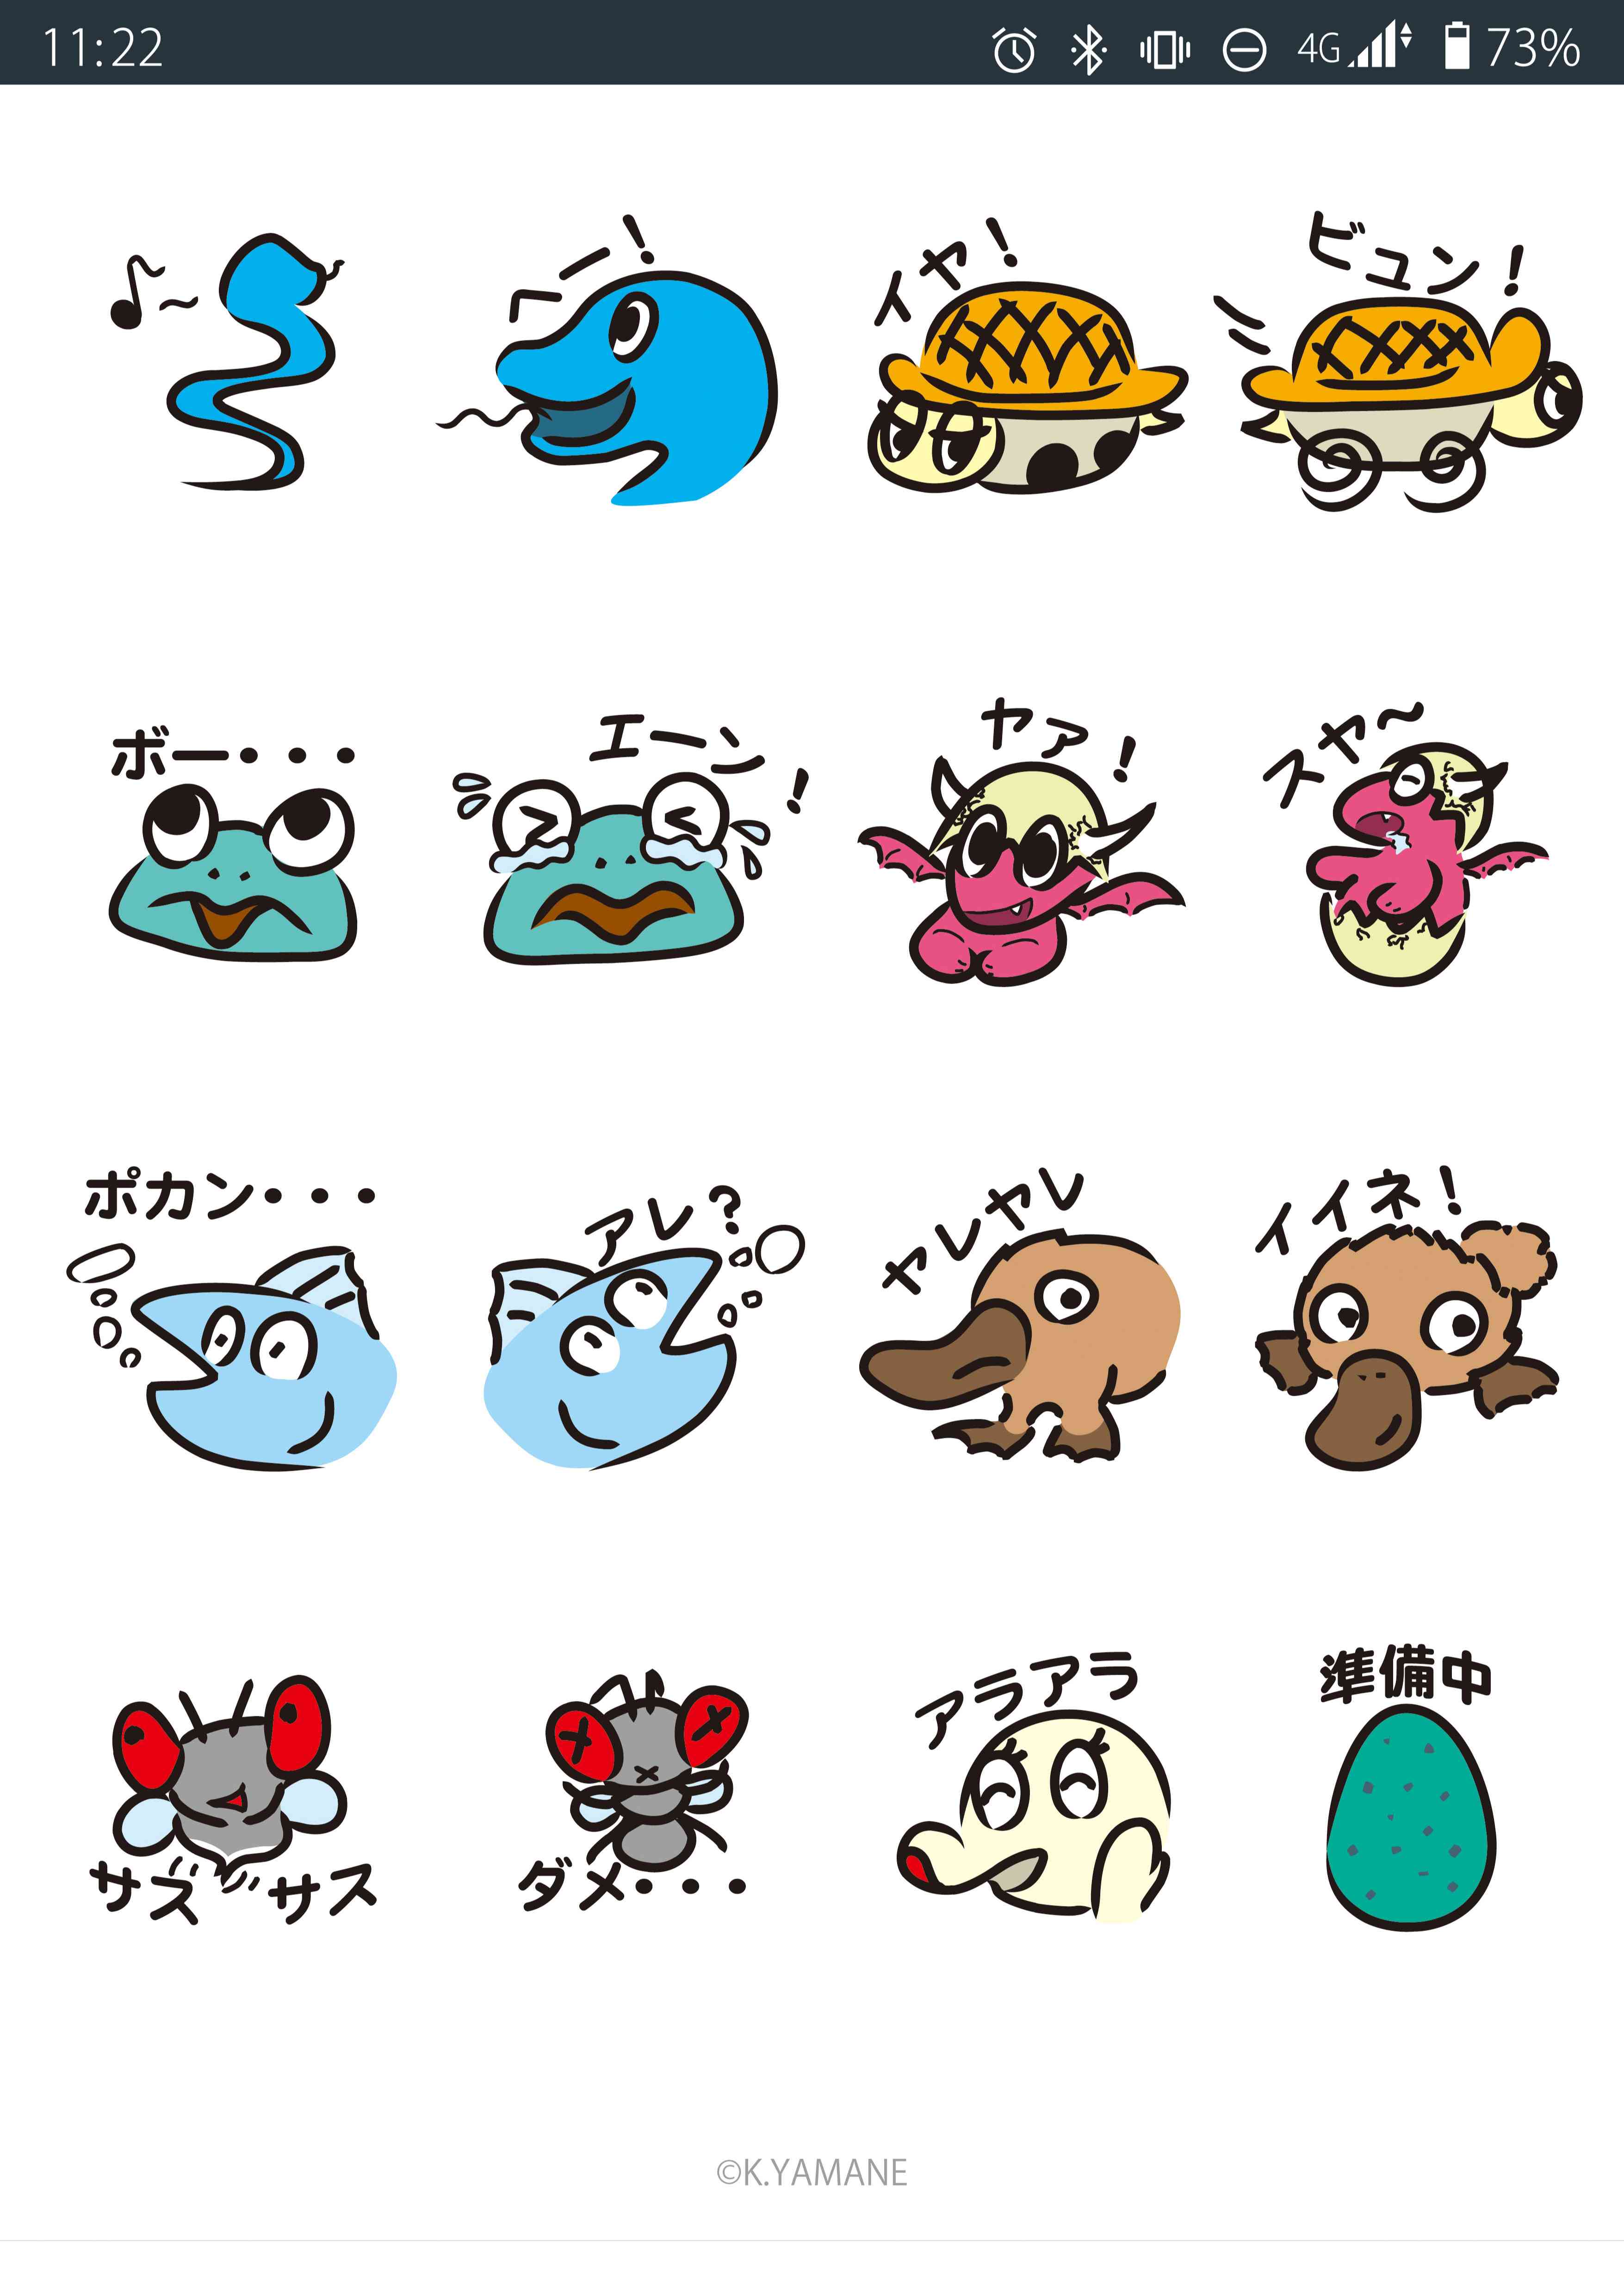 11:22 4G 73%
ニー!
イヤ!
ビュン!
ボー・・・
エーン!
ヤァ!
スヤ〜
ポカン・・・
アレ?
ヤレヤレ
イイネ!
サズサス
ダメ・・・
アラアラ
準備中
©K.YAMANE